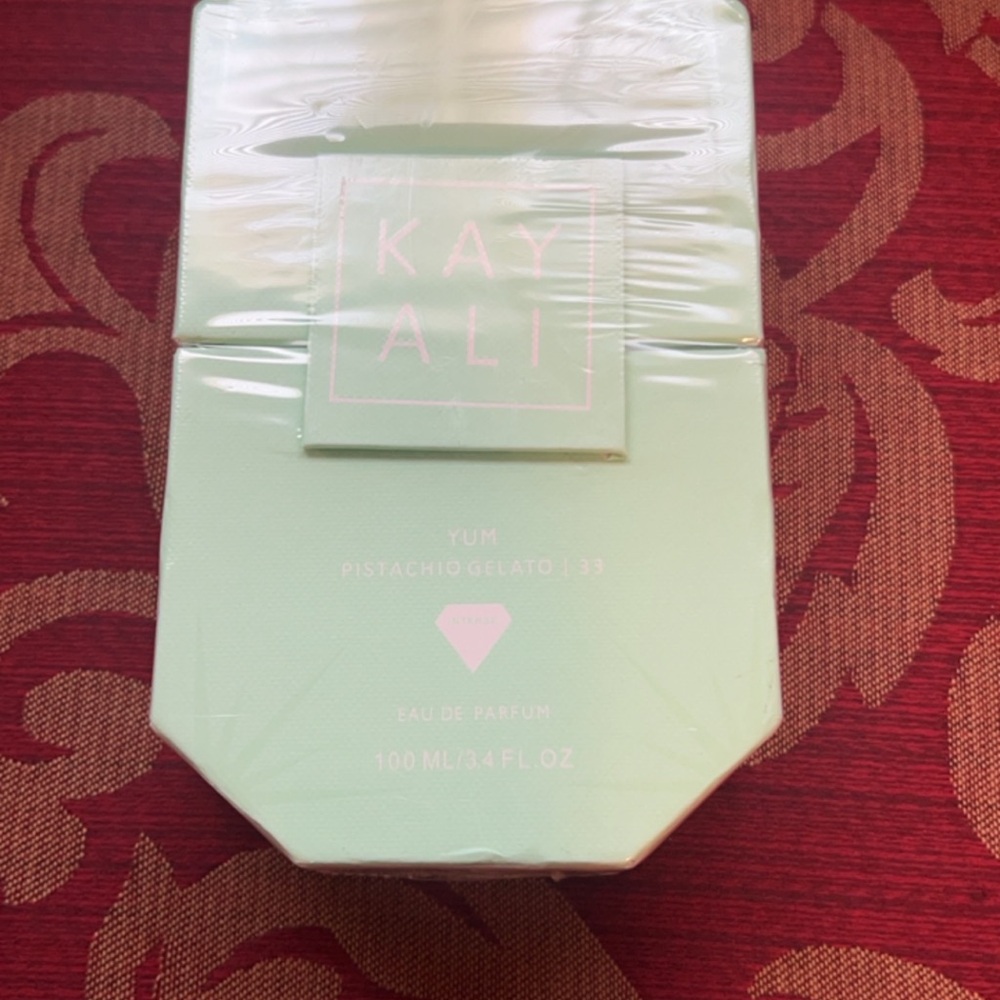 KAY
ALI
YUM
PISTACHIO GELATO | 33
EAU DE PARFUM
100 ML/3.4 FL.OZ